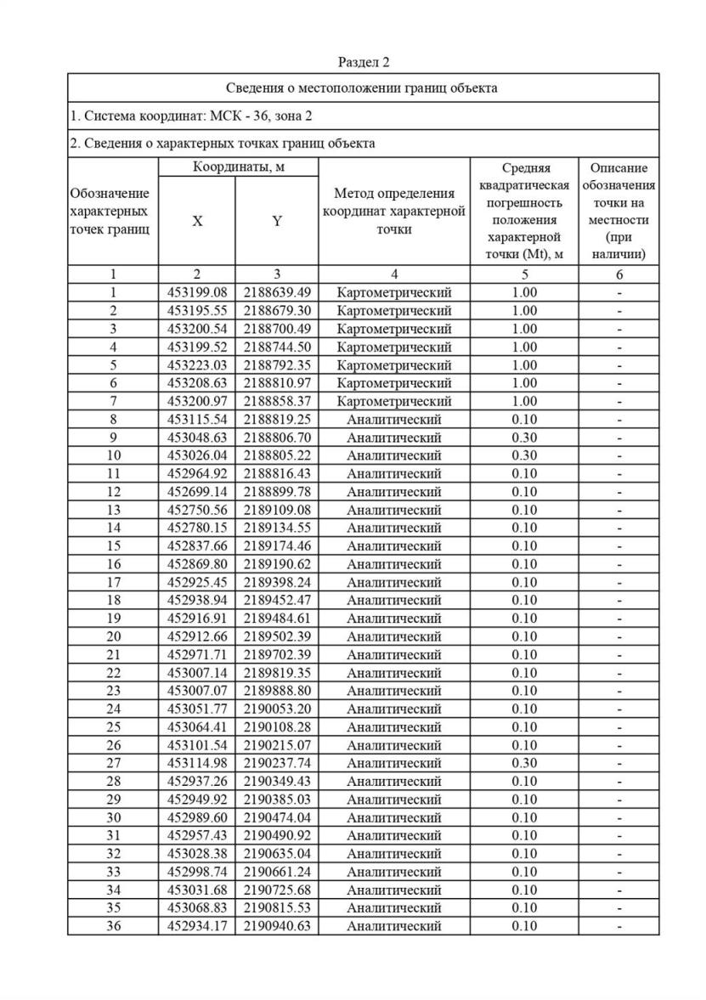 Раздел 2
Сведения о местоположении границ объекта
1. Система координат: МСК - 36, зона 2
2. Сведения о характерных точках границ объекта
Обозначение характерных точек границ
Координаты, м
X Y
Метод определения координат характерной точки
Средняя квадратическая погрешность положения характерной точки (Mt), м
Описание обозначения точки на местности (при наличии)
1 2 3 4 5 6
1 453199.08 2188639.49 Картометрический 1.00 -
2 453195.55 2188679.30 Картометрический 1.00 -
3 453200.54 2188700.49 Картометрический 1.00 -
4 453199.52 2188744.50 Картометрический 1.00 -
5 453223.03 2188792.35 Картометрический 1.00 -
6 453208.63 2188810.97 Картометрический 1.00 -
7 453200.97 2188858.37 Картометрический 1.00 -
8 453115.54 2188819.25 Аналитический 0.10 -
9 453048.63 2188806.70 Аналитический 0.30 -
10 453026.04 2188805.22 Аналитический 0.30 -
11 452964.92 2188816.43 Аналитический 0.10 -
12 452699.14 2188899.78 Аналитический 0.10 -
13 452750.56 2189109.08 Аналитический 0.10 -
14 452780.15 2189134.55 Аналитический 0.10 -
15 452837.66 2189174.46 Аналитический 0.10 -
16 452869.80 2189190.62 Аналитический 0.10 -
17 452925.45 2189398.24 Аналитический 0.10 -
18 452938.94 2189452.47 Аналитический 0.10 -
19 452916.91 2189484.61 Аналитический 0.10 -
20 452912.66 2189502.39 Аналитический 0.10 -
21 452971.71 2189702.39 Аналитический 0.10 -
22 453007.14 2189819.35 Аналитический 0.10 -
23 453007.07 2189888.80 Аналитический 0.10 -
24 453051.77 2190053.20 Аналитический 0.10 -
25 453064.41 2190108.28 Аналитический 0.10 -
26 453101.54 2190215.07 Аналитический 0.10 -
27 453114.98 2190237.74 Аналитический 0.30 -
28 452937.26 2190349.43 Аналитический 0.10 -
29 452949.92 2190385.03 Аналитический 0.10 -
30 452989.60 2190474.04 Аналитический 0.10 -
31 452957.43 2190490.92 Аналитический 0.10 -
32 453028.38 2190635.04 Аналитический 0.10 -
33 452998.74 2190661.24 Аналитический 0.10 -
34 453031.68 2190725.68 Аналитический 0.10 -
35 453068.83 2190815.53 Аналитический 0.10 -
36 452934.17 2190940.63 Аналитический 0.10 -